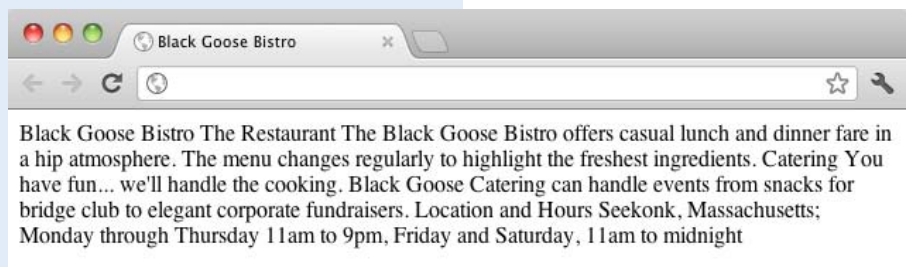 Black Goose Bistro
Black Goose Bistro The Restaurant The Black Goose Bistro offers casual lunch and dinner fare in
a hip atmosphere. The menu changes regularly to highlight the freshest ingredients. Catering You
have fun... we'll handle the cooking. Black Goose Catering can handle events from snacks for
bridge club to elegant corporate fundraisers. Location and Hours Seekonk, Massachusetts;
Monday through Thursday 11am to 9pm, Friday and Saturday, 11am to midnight